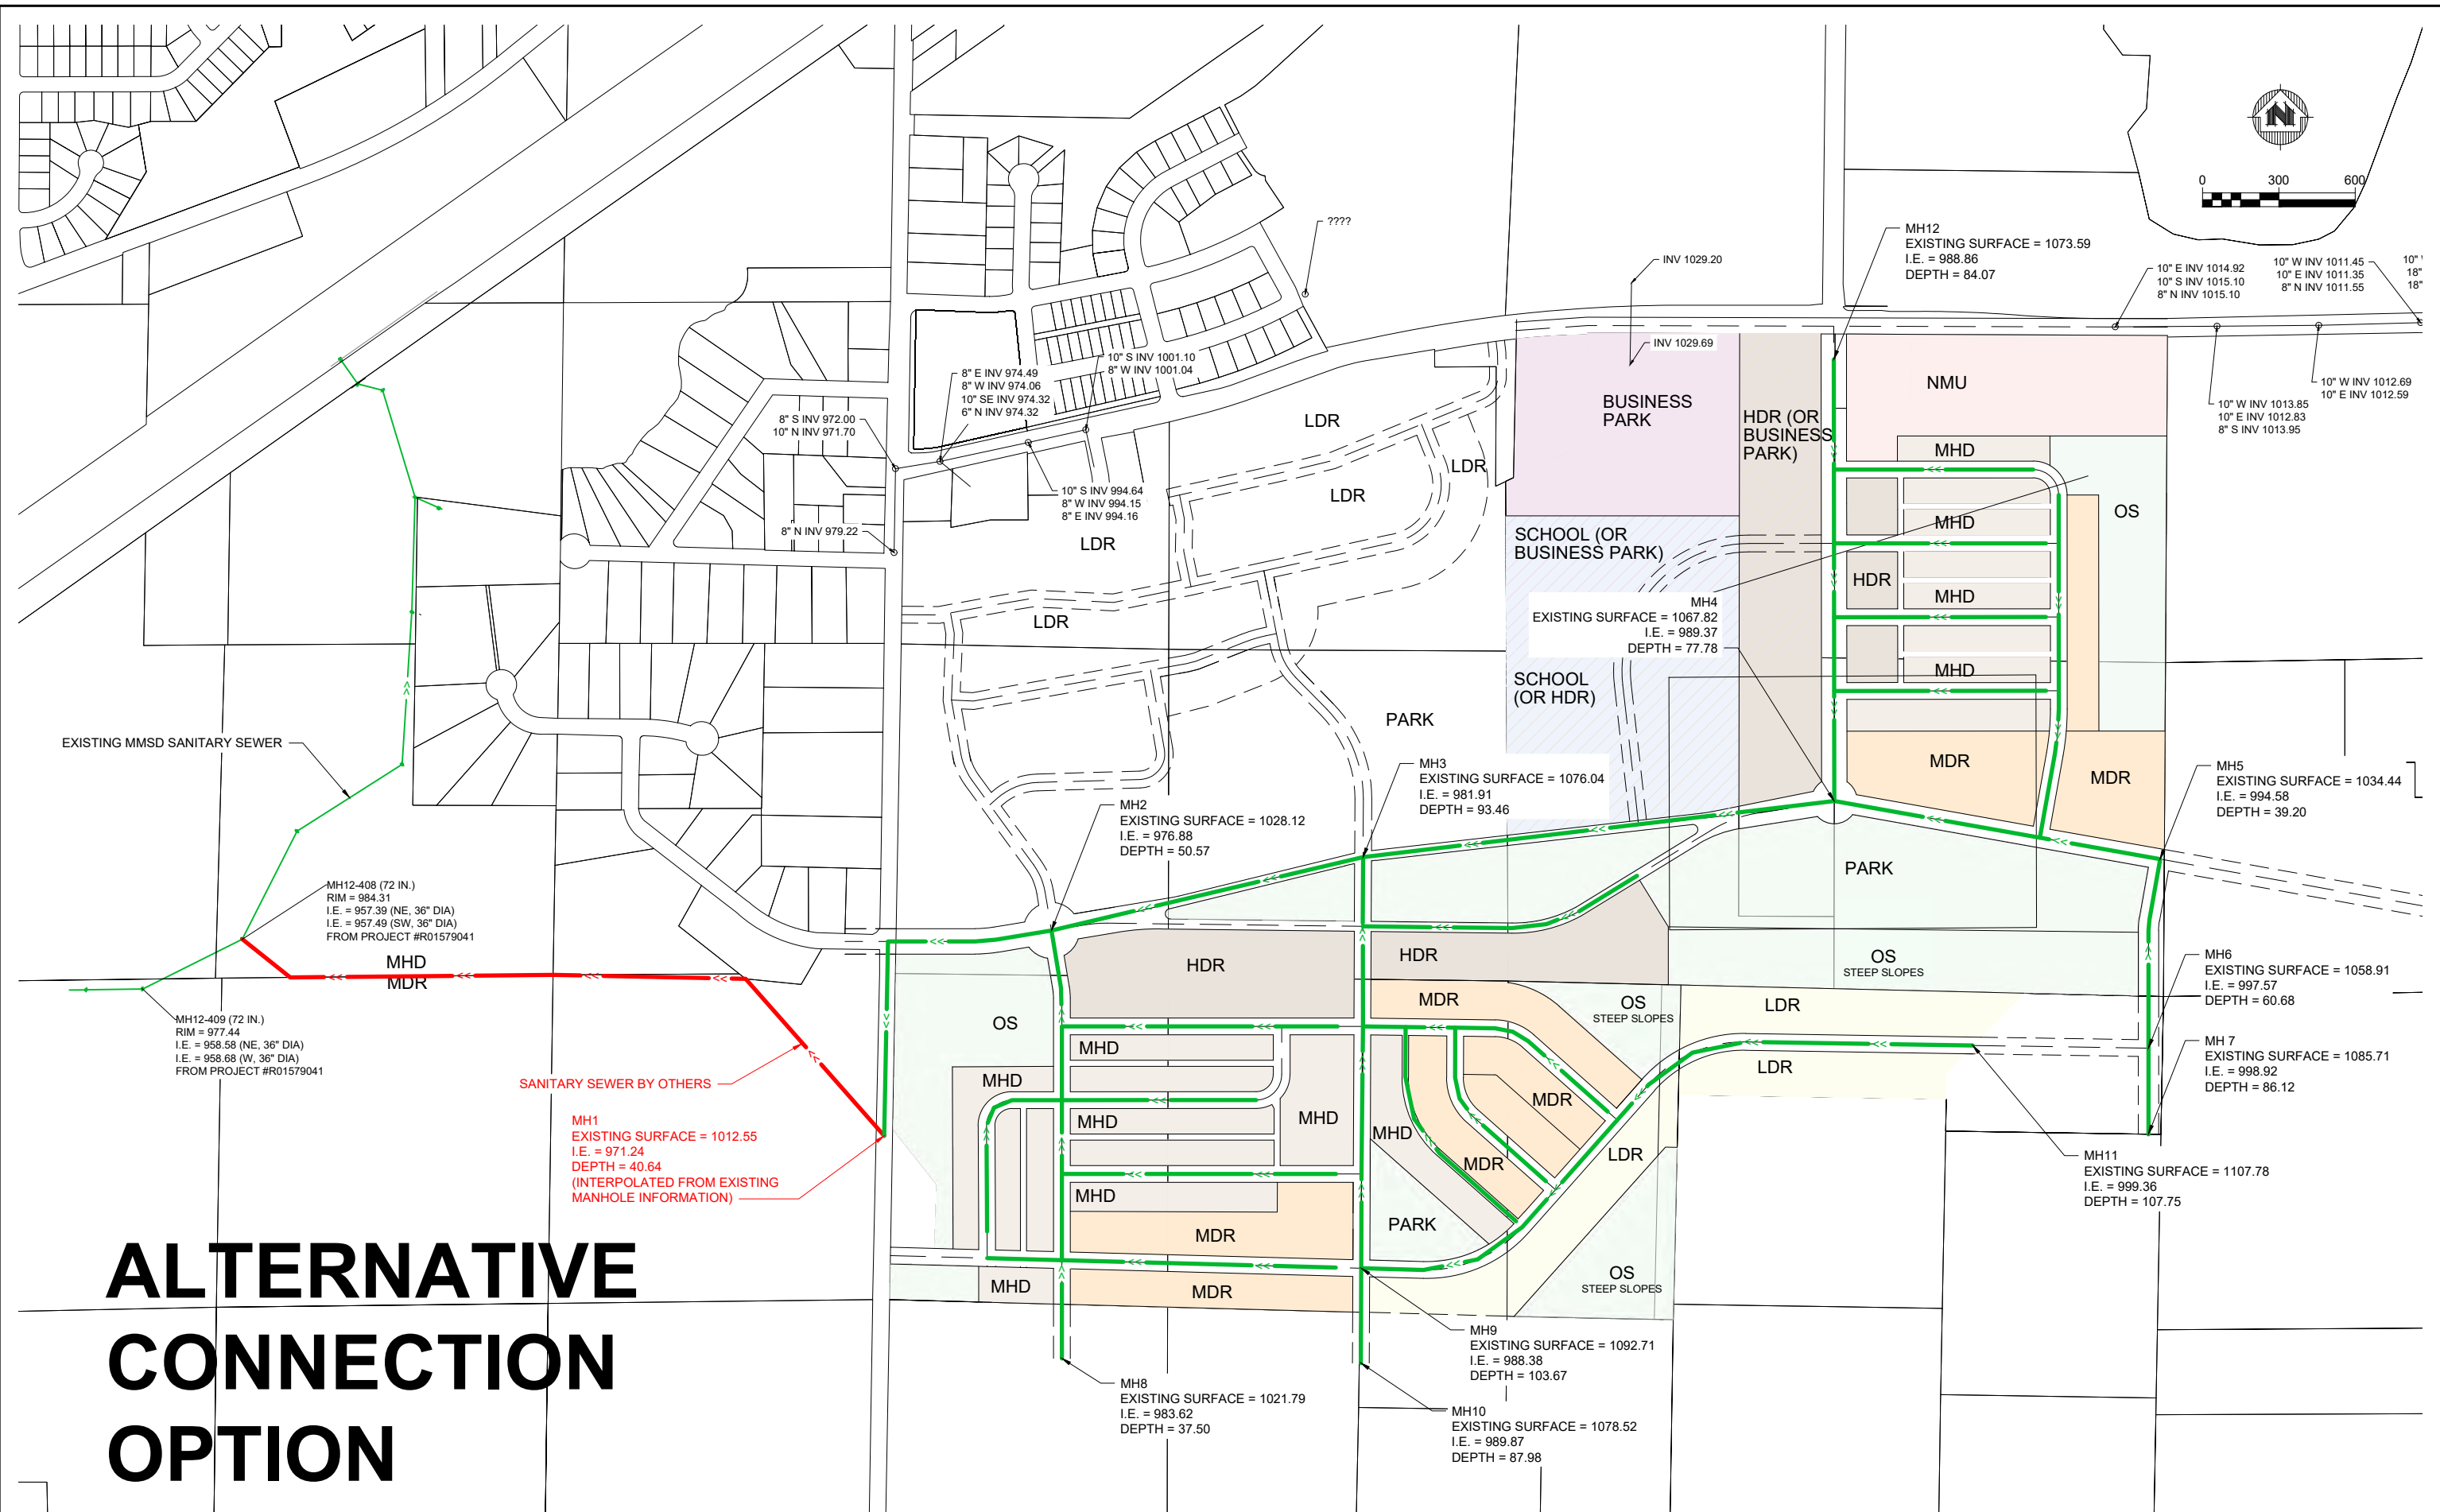 N
0 300 600
????
INV 1029.20
INV 1029.69
MH12
EXISTING SURFACE = 1073.59
I.E. = 988.86
DEPTH = 84.07
10" E INV 1014.92
10" S INV 1015.10
8" N INV 1015.10
10" W INV 1011.45
10" E INV 1011.35
8" N INV 1011.55
10"
18"
18"
10" W INV 1013.85
10" E INV 1012.83
8" S INV 1013.95
10" W INV 1012.69
10" E INV 1012.59
10" S INV 1001.10
8" W INV 1001.04
8" E INV 974.49
8" W INV 974.06
10" SE INV 974.32
6" N INV 974.32
8" S INV 972.00
10" N INV 971.70
10" S INV 994.64
8" W INV 994.15
8" E INV 994.16
8" N INV 979.22
LDR
LDR
LDR
LDR
LDR
BUSINESS
PARK
HDR (OR
BUSINESS
PARK)
NMU
MHD
MHD
OS
HDR
MHD
MHD
SCHOOL (OR
BUSINESS PARK)
MH4
EXISTING SURFACE = 1067.82
I.E. = 989.37
DEPTH = 77.78
SCHOOL
(OR HDR)
PARK
MDR
MDR
MH5
EXISTING SURFACE = 1034.44
I.E. = 994.58
DEPTH = 39.20
EXISTING MMSD SANITARY SEWER
MH3
EXISTING SURFACE = 1076.04
I.E. = 981.91
DEPTH = 93.46
MH2
EXISTING SURFACE = 1028.12
I.E. = 976.88
DEPTH = 50.57
PARK
MH12-408 (72 IN.)
RIM = 984.31
I.E. = 957.39 (NE, 36" DIA)
I.E. = 957.49 (SW, 36" DIA)
FROM PROJECT #R01579041
MHD
MDR
HDR
HDR
OS
STEEP SLOPES
MH6
EXISTING SURFACE = 1058.91
I.E. = 997.57
DEPTH = 60.68
MH12-409 (72 IN.)
RIM = 977.44
I.E. = 958.58 (NE, 36" DIA)
I.E. = 958.68 (W, 36" DIA)
FROM PROJECT #R01579041
OS
MDR
OS
STEEP SLOPES
LDR
LDR
MH 7
EXISTING SURFACE = 1085.71
I.E. = 998.92
DEPTH = 86.12
SANITARY SEWER BY OTHERS
MH1
EXISTING SURFACE = 1012.55
I.E. = 971.24
DEPTH = 40.64
(INTERPOLATED FROM EXISTING
MANHOLE INFORMATION)
MHD
MHD
MHD
MHD
MHD
MDR
MDR
LDR
MH11
EXISTING SURFACE = 1107.78
I.E. = 999.36
DEPTH = 107.75
MHD
MDR
PARK
MHD
MDR
OS
STEEP SLOPES
ALTERNATIVE
CONNECTION
OPTION
MH9
EXISTING SURFACE = 1092.71
I.E. = 988.38
DEPTH = 103.67
MH8
EXISTING SURFACE = 1021.79
I.E. = 983.62
DEPTH = 37.50
MH10
EXISTING SURFACE = 1078.52
I.E. = 989.87
DEPTH = 87.98